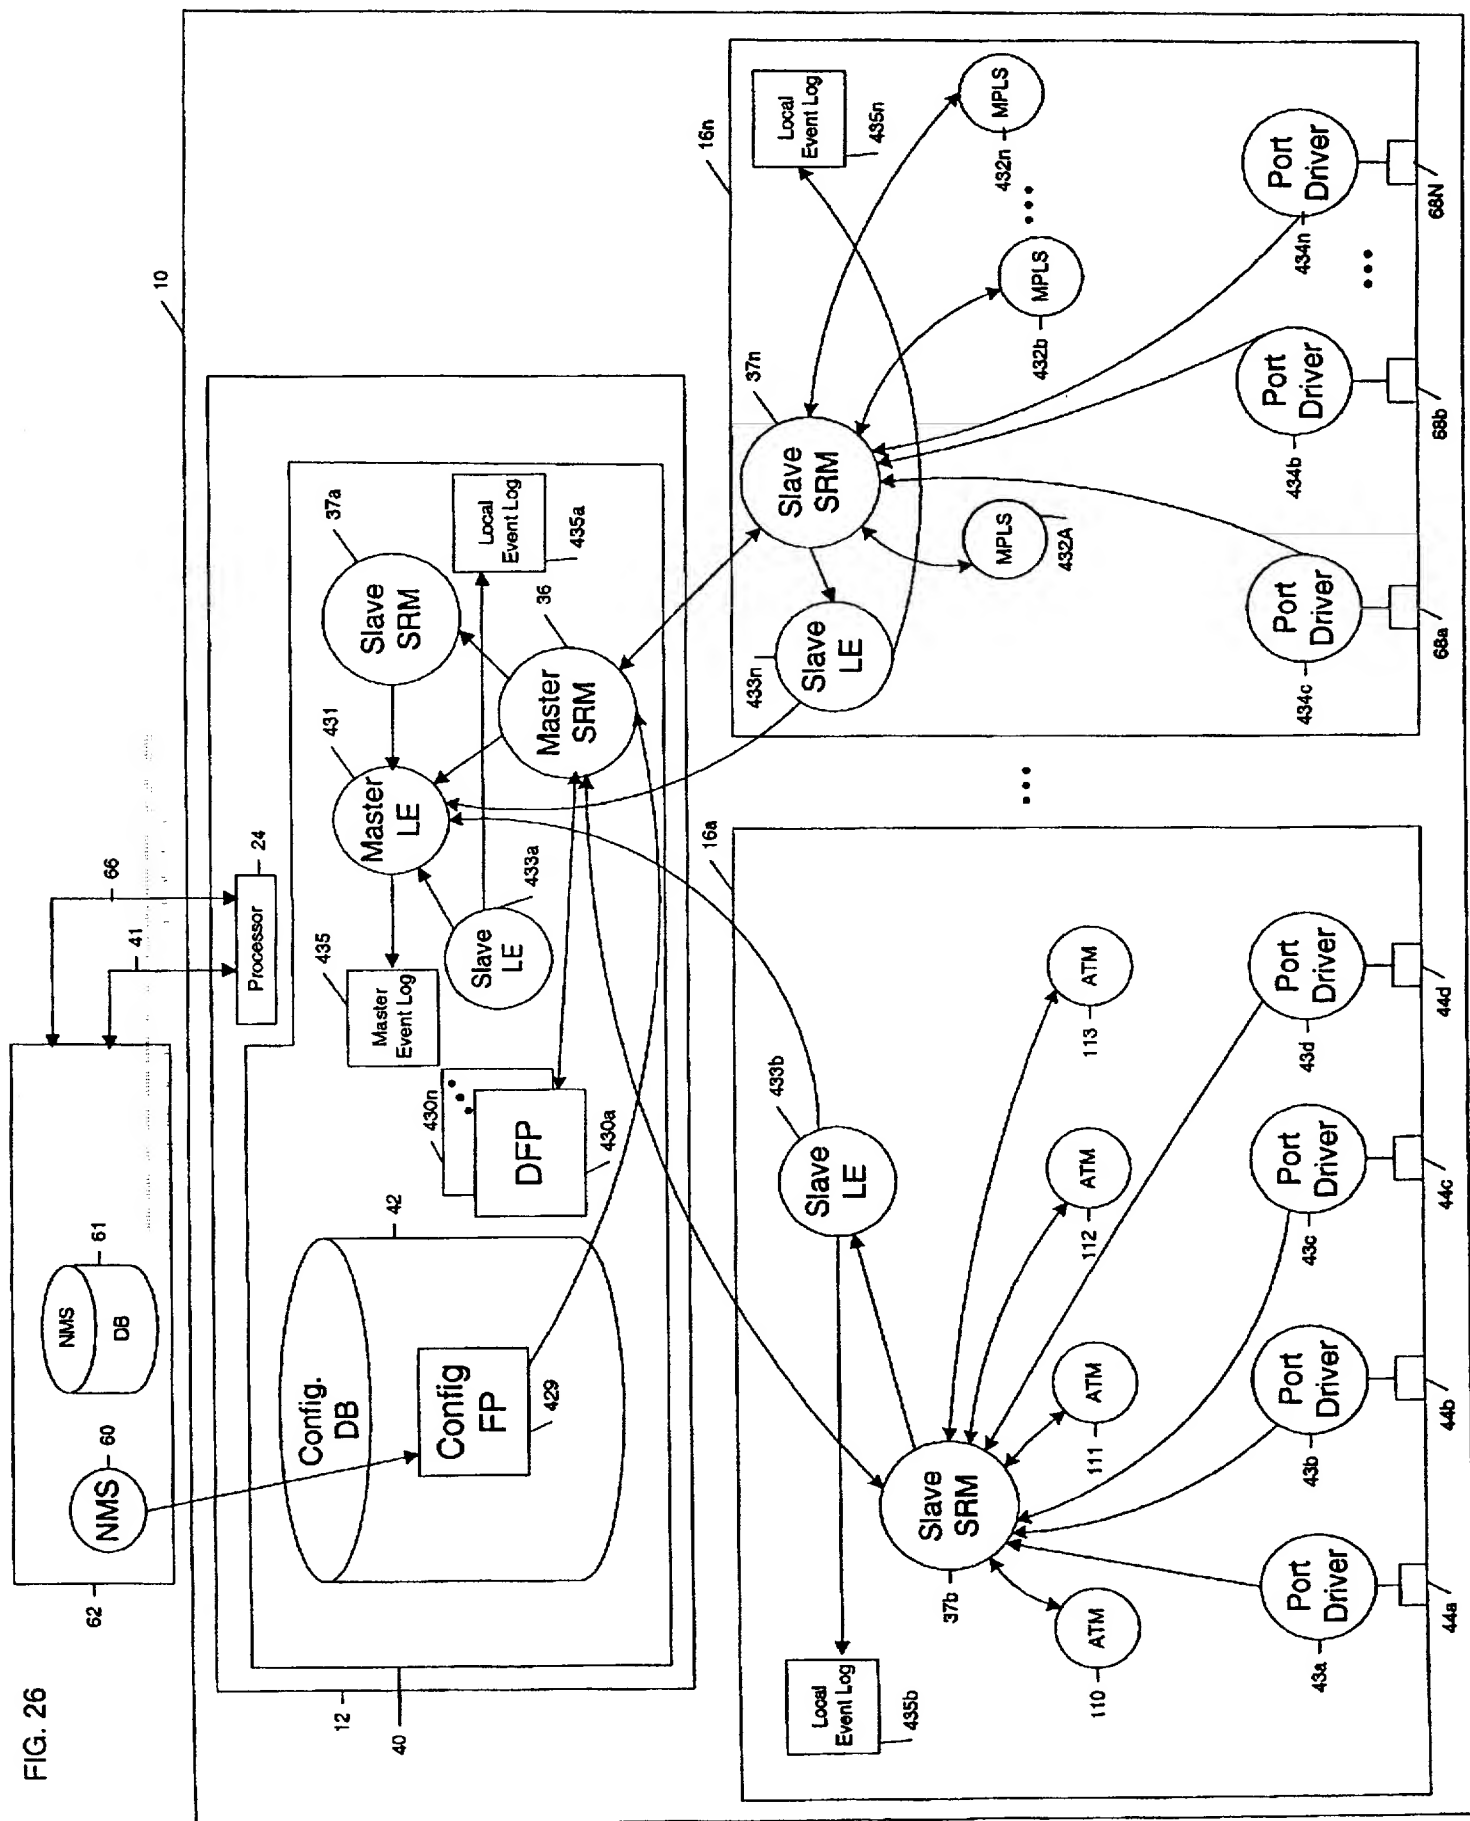 FIG. 26
62
NMS
60
NMS
DB
61
41
66
10
12
40
Processor
24
Config.
DB
42
Config
FP
429
DFP
430a
430n
Master
Event Log
435
Slave
LE
433a
Master
LE
431
Slave
SRM
37a
Master
SRM
36
Local
Event Log
435a
16a
Local
Event Log
435b
Slave
LE
433b
Slave
SRM
37b
ATM
110
ATM
111
ATM
112
ATM
113
Port
Driver
43a
44a
Port
Driver
43b
44b
Port
Driver
43c
44c
Port
Driver
43d
44d
16n
Slave
LE
433n
Slave
SRM
37n
Local
Event Log
435n
MPLS
432A
MPLS
432b
MPLS
432n
Port
Driver
434c
68a
Port
Driver
434b
68b
Port
Driver
434n
68N